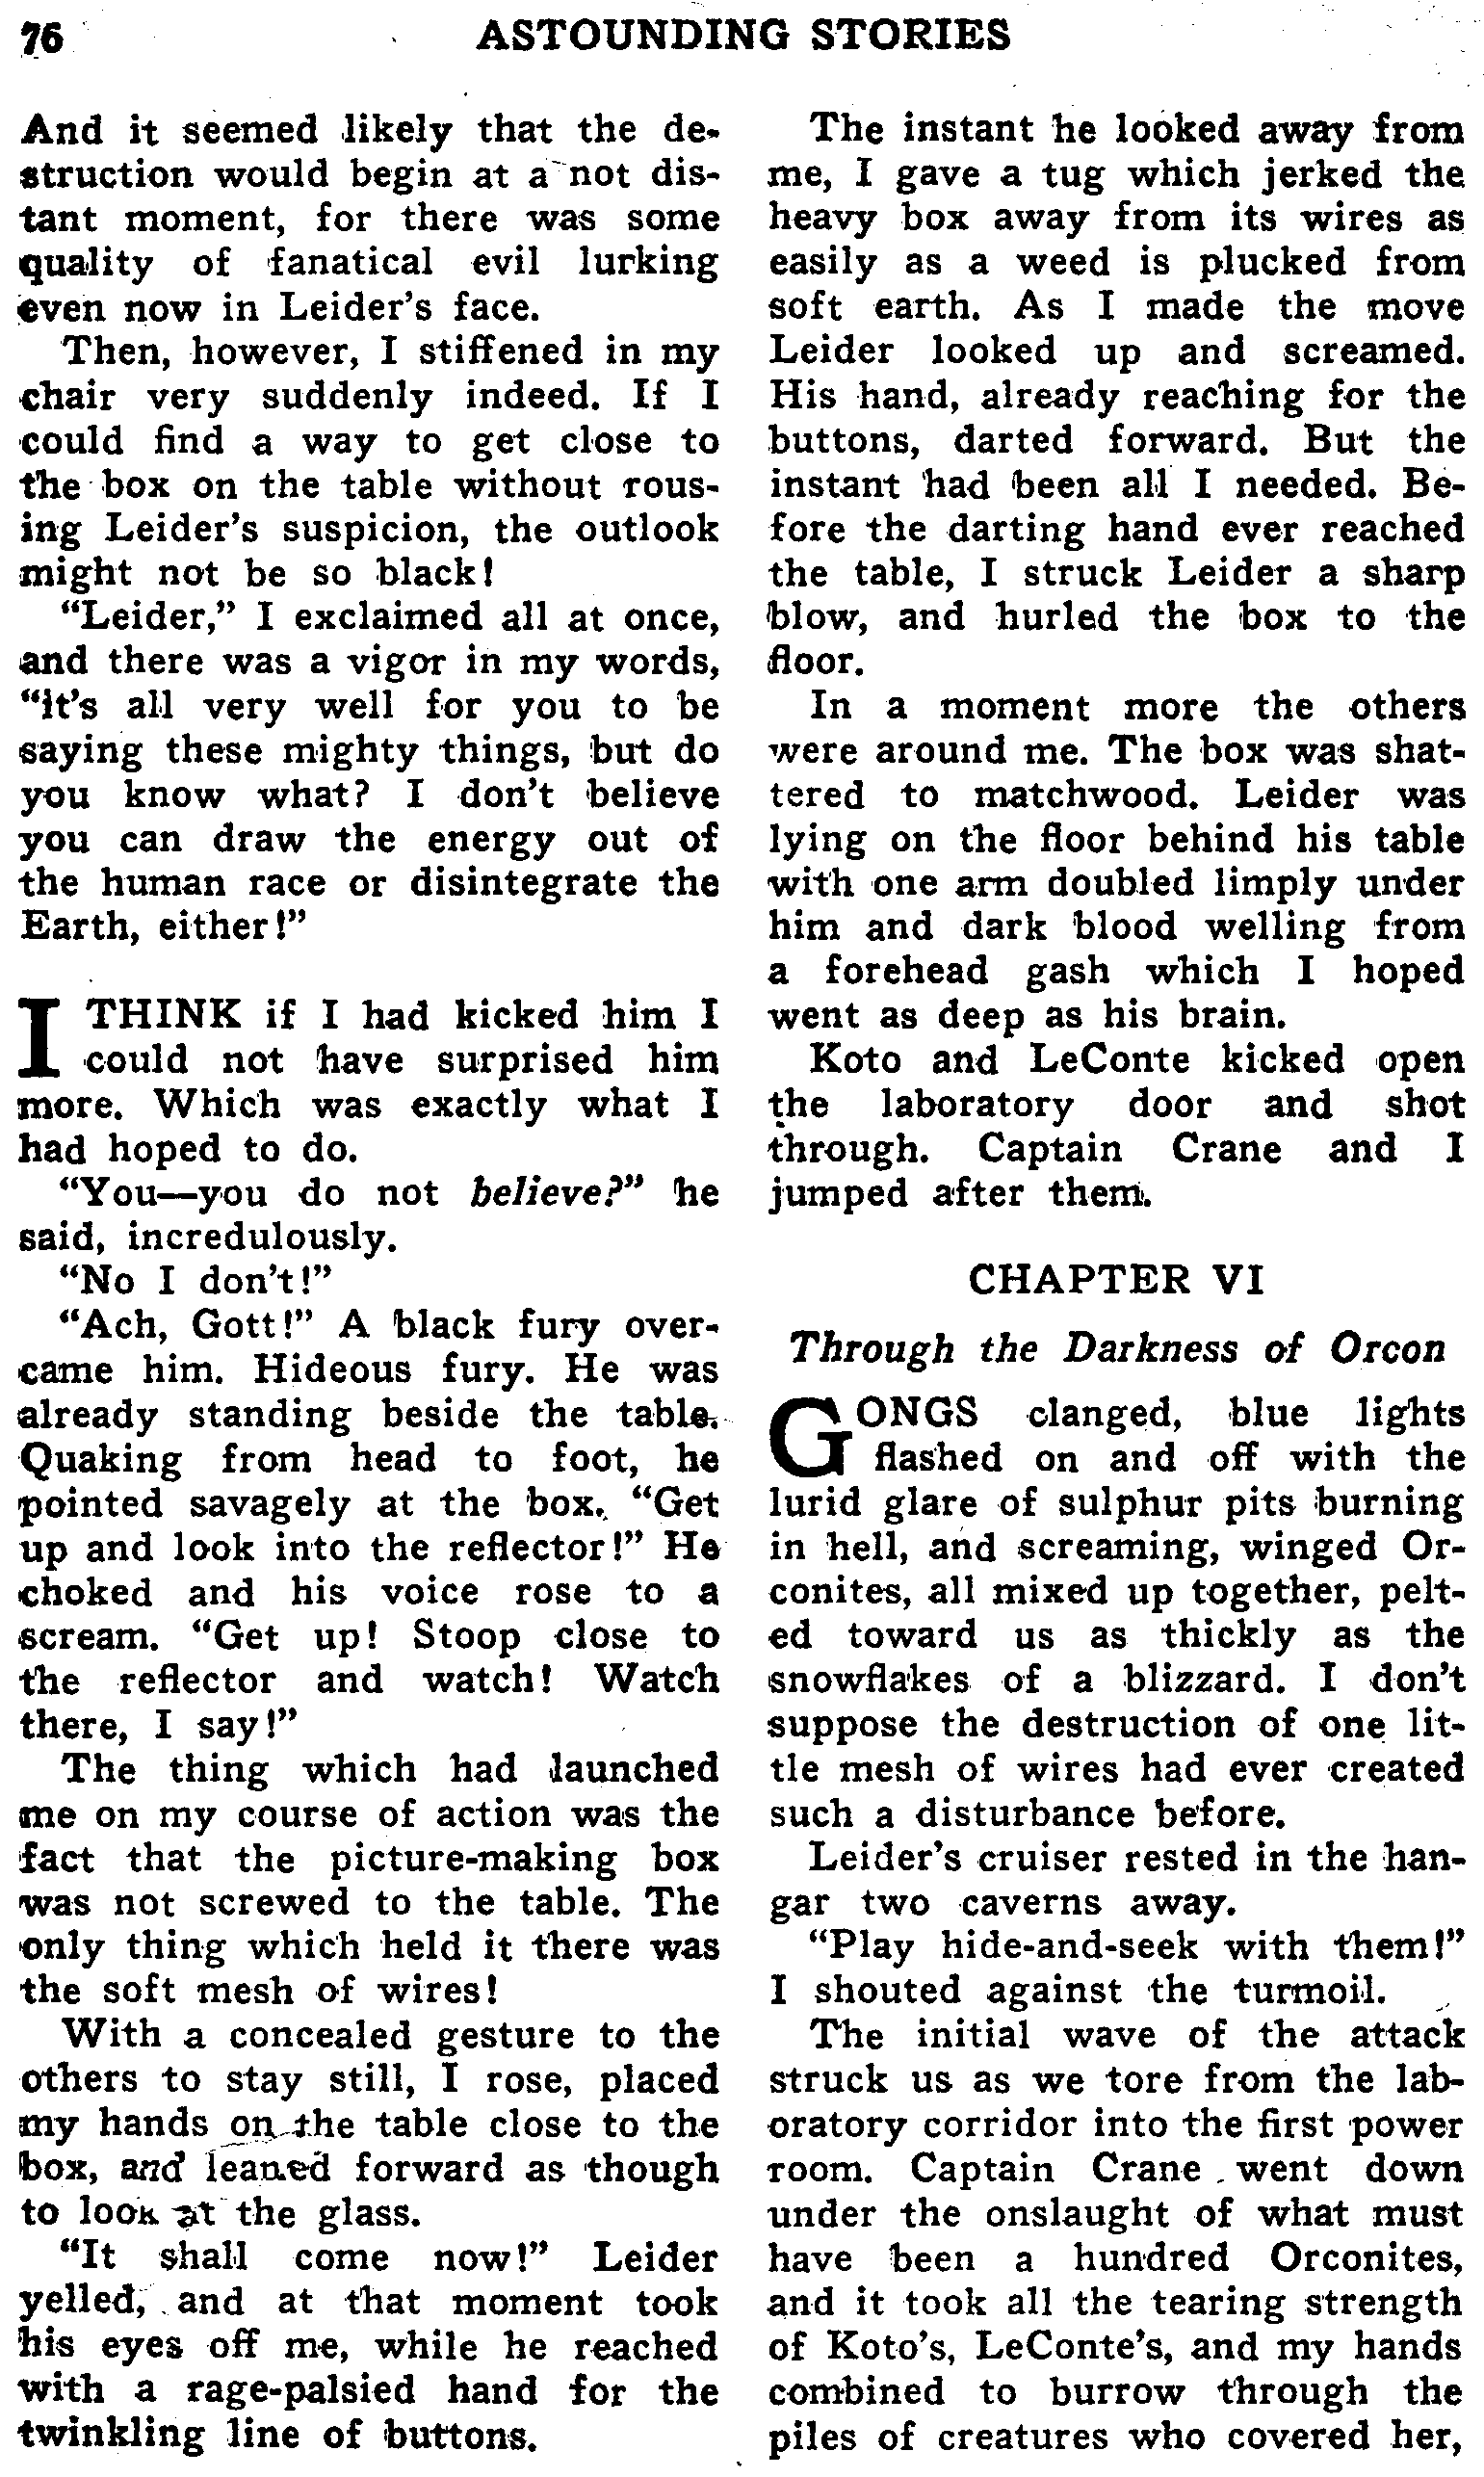 76
ASTOUNDING STORIES
And it seemed likely that the de-
struction would begin at a not dis-
tant moment, for there was some
quality of fanatical evil lurking
even now in Leider's face.
Then, however, I stiffened in my
chair very suddenly indeed. If I
could find a way to get close to
the box on the table without rous-
ing Leider's suspicion, the outlook
might not be so black!
“Leider,” I exclaimed all at once,
and there was a vigor in my words,
“it's all very well for you to be
saying these mighty things, but do
you know what? I don't believe
you can draw the energy out of
the human race or disintegrate the
Earth, either!”
I THINK if I had kicked him I
could not have surprised him
more. Which was exactly what I
had hoped to do.
“You—you do not believe?” he
said, incredulously.
“No I don't!”
“Ach, Gott!” A black fury over-
came him. Hideous fury. He was
already standing beside the table.
Quaking from head to foot, he
pointed savagely at the box. “Get
up and look into the reflector!” He
choked and his voice rose to a
scream. “Get up! Stoop close to
the reflector and watch! Watch
there, I say!”
The thing which had launched
me on my course of action was the
fact that the picture-making box
was not screwed to the table. The
only thing which held it there was
the soft mesh of wires!
With a concealed gesture to the
others to stay still, I rose, placed
my hands on the table close to the
box, and leaned forward as though
to look at the glass.
“It shall come now!” Leider
yelled, and at that moment took
his eyes off me, while he reached
with a rage-palsied hand for the
twinkling line of buttons.
The instant he looked away from
me, I gave a tug which jerked the
heavy box away from its wires as
easily as a weed is plucked from
soft earth. As I made the move
Leider looked up and screamed.
His hand, already reaching for the
buttons, darted forward. But the
instant had been all I needed. Be-
fore the darting hand ever reached
the table, I struck Leider a sharp
blow, and hurled the box to the
floor.
In a moment more the others
were around me. The box was shat-
tered to matchwood. Leider was
lying on the floor behind his table
with one arm doubled limply under
him and dark blood welling from
a forehead gash which I hoped
went as deep as his brain.
Koto and LeConte kicked open
the laboratory door and shot
through. Captain Crane and I
jumped after them.
CHAPTER VI
Through the Darkness of Orcon
GONGS clanged, blue lights
flashed on and off with the
lurid glare of sulphur pits burning
in hell, and screaming, winged Or-
conites, all mixed up together, pelt-
ed toward us as thickly as the
snowflakes of a blizzard. I don't
suppose the destruction of one lit-
tle mesh of wires had ever created
such a disturbance before.
Leider's cruiser rested in the han-
gar two caverns away.
“Play hide-and-seek with them!”
I shouted against the turmoil.
The initial wave of the attack
struck us as we tore from the lab-
oratory corridor into the first power
room. Captain Crane went down
under the onslaught of what must
have been a hundred Orconites,
and it took all the tearing strength
of Koto's, LeConte's, and my hands
combined to burrow through the
piles of creatures who covered her,